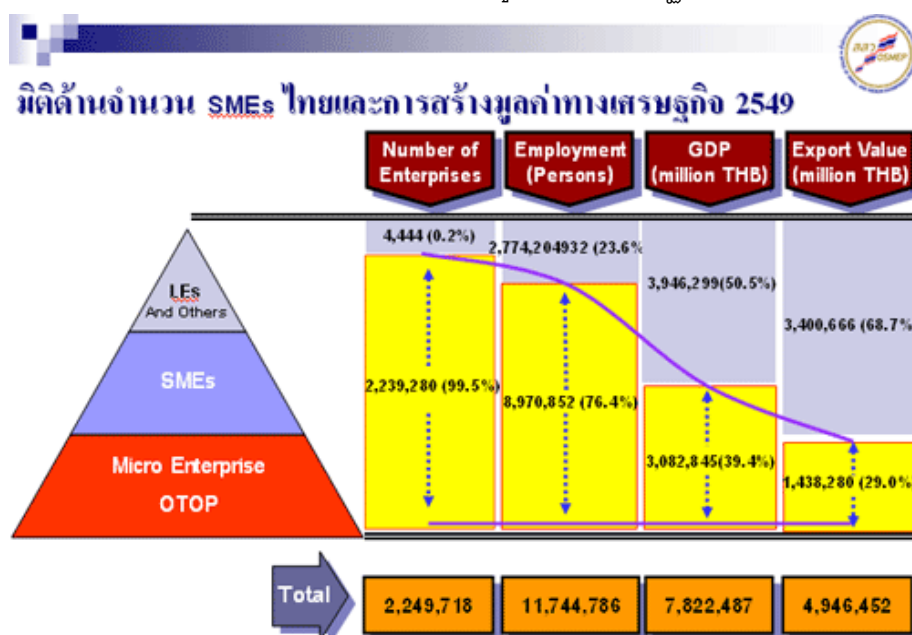 สสว
OSMEP
มิติด้านจำนวน SMEs ไทยและการสร้างมูลค่าทางเศรษฐกิจ 2549
Number of Enterprises
Employment (Persons)
GDP (million THB)
Export Value (million THB)
4,444 (0.2%)
2,774,204932 (23.6%
3,946,299(50.5%)
3,400,666 (68.7%
LEs
And Others
SMEs
2,239,280 (99.5%)
8,970,852 (76.4%)
3,082,845(39.4%)
1,438,280 (29.0%
Micro Enterprise
OTOP
Total
2,249,718
11,744,786
7,822,487
4,946,452